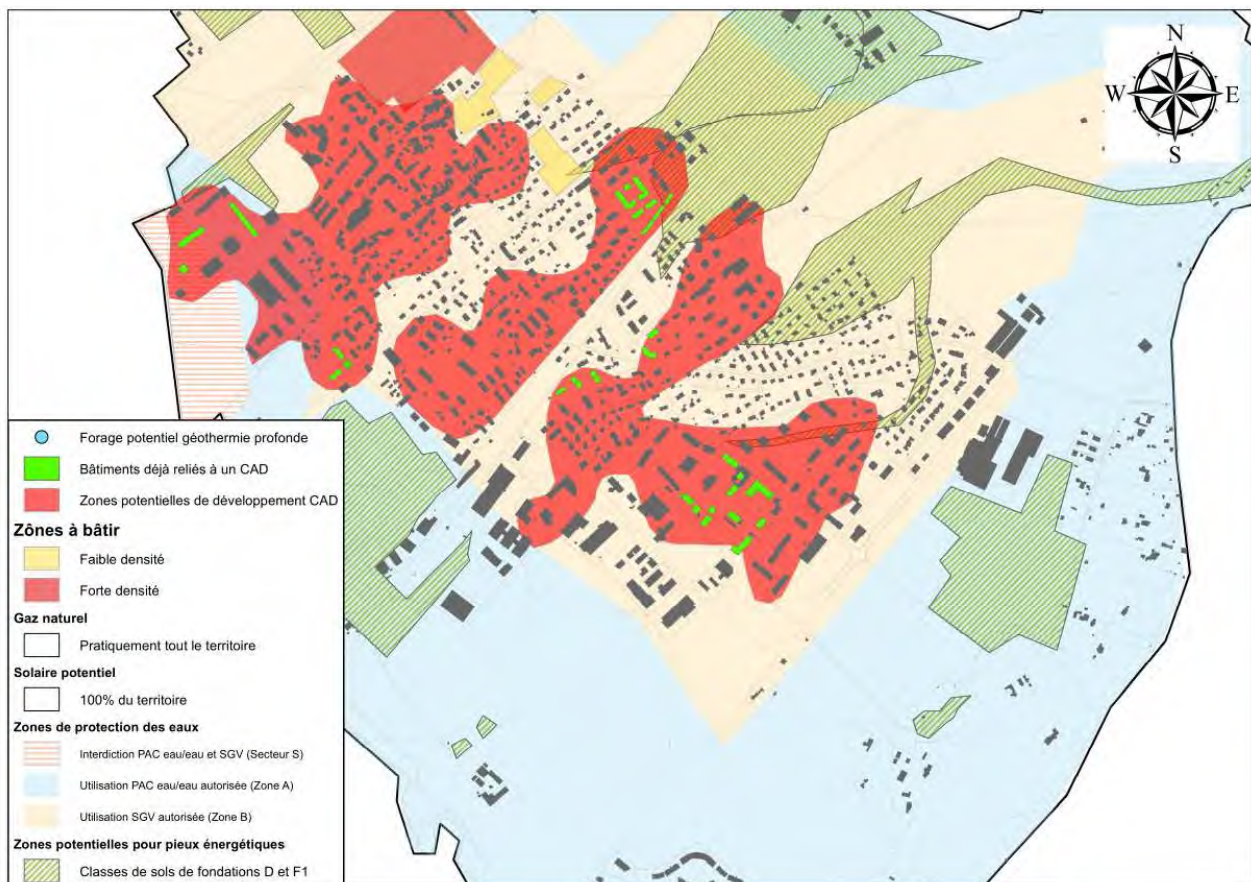 N
W E
S
Forage potentiel géothermie profonde
Bâtiments déjà reliés à un CAD
Zones potentielles de développement CAD
Zônes à bâtir
Faible densité
Forte densité
Gaz naturel
Pratiquement tout le territoire
Solaire potentiel
100% du territoire
Zones de protection des eaux
Interdiction PAC eau/eau et SGV (Secteur S)
Utilisation PAC eau/eau autorisée (Zone A)
Utilisation SGV autorisée (Zone B)
Zones potentielles pour pieux énergétiques
Classes de sols de fondations D et F1